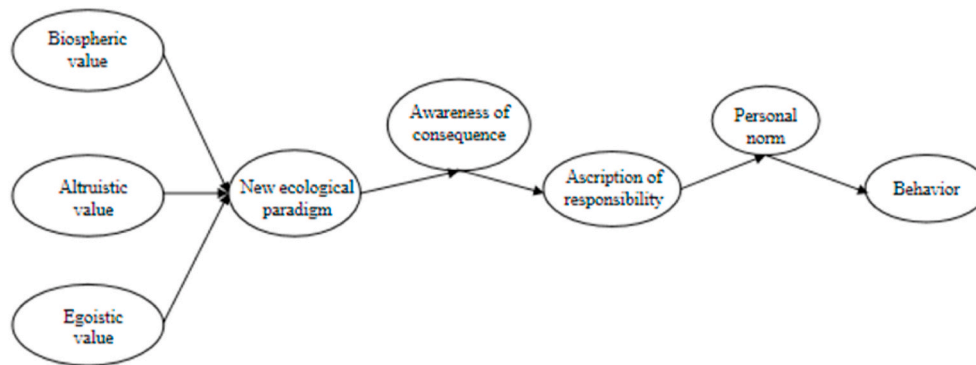 Biospheric
value
Altruistic
value
Egoistic
value
New ecological
paradigm
Awareness of
consequence
Ascription of
responsibility
Personal
norm
Behavior